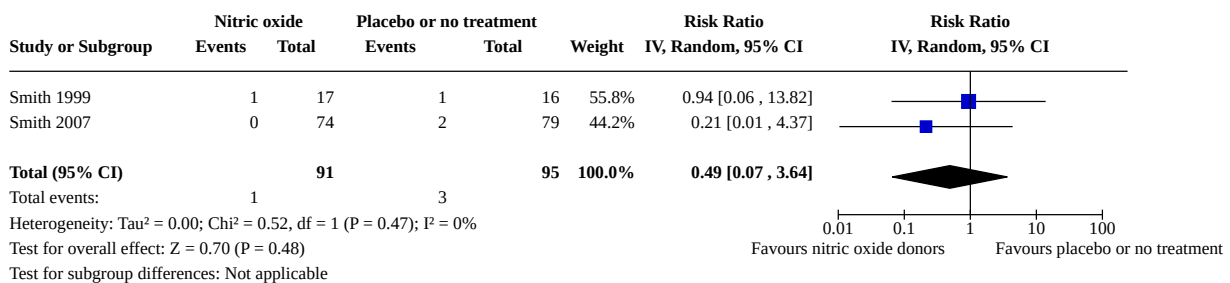 Nitric oxide Placebo or no treatment Risk Ratio Risk Ratio
Study or Subgroup Events Total Events Total Weight IV, Random, 95% CI IV, Random, 95% CI
Smith 1999 1 17 1 16 55.8% 0.94 [0.06 , 13.82]
Smith 2007 0 74 2 79 44.2% 0.21 [0.01 , 4.37]
Total (95% CI) 91 95 100.0% 0.49 [0.07 , 3.64]
Total events: 1 3
Heterogeneity: Tau² = 0.00; Chi² = 0.52, df = 1 (P = 0.47); I² = 0% 0.01 0.1 1 10 100
Test for overall effect: Z = 0.70 (P = 0.48) Favours nitric oxide donors Favours placebo or no treatment
Test for subgroup differences: Not applicable